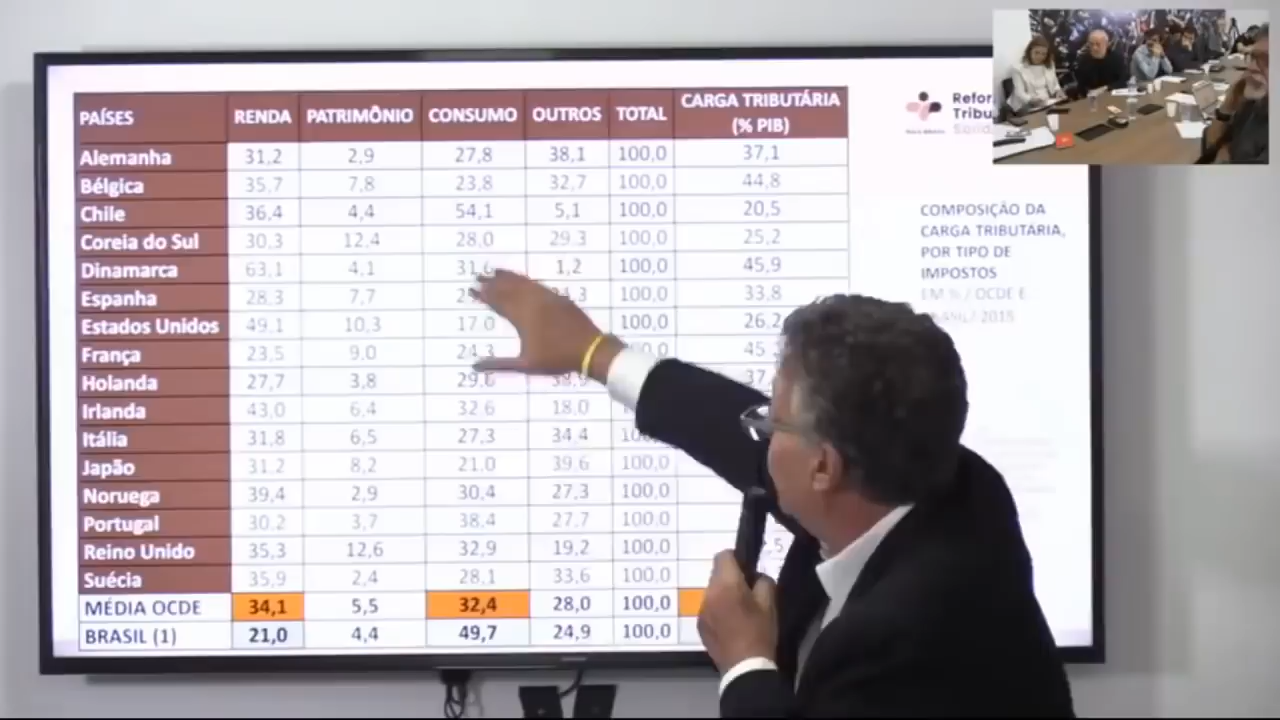 PAÍSES RENDA PATRIMÔNIO CONSUMO OUTROS TOTAL CARGA TRIBUTÁRIA (% PIB)
Alemanha 31,2 2,9 27,8 38,1 100,0 37,1
Bélgica 35,7 7,8 23,8 32,7 100,0 44,8
Chile 36,4 4,4 54,1 5,1 100,0 20,5
Coreia do Sul 30,3 12,4 28,0 29,3 100,0 25,2
Dinamarca 63,1 4,1 1,2 100,0 45,9
Espanha 28,3 7,7 100,0 33,8
Estados Unidos 49,1 10,3 17,0 100,0 26,2
França 23,5 9,0 24,3
Holanda 27,7 3,8
Irlanda 43,0 6,4 32,6 18,0
Itália 31,8 6,5 27,3 34,4
Japão 31,2 8,2 21,0 39,6 100,0
Noruega 39,4 2,9 30,4 27,3 100,0
Portugal 30,2 3,7 38,4 27,7 100,0
Reino Unido 35,3 12,6 32,9 19,2 100,0
Suécia 35,9 2,4 28,1 33,6 100,0
MÉDIA OCDE 34,1 5,5 32,4 28,0 100,0
BRASIL (1) 21,0 4,4 49,7 24,9 100,0
COMPOSIÇÃO DA
CARGA TRIBUTÁRIA,
POR TIPO DE
IMPOSTOS
EM % / OCDE E